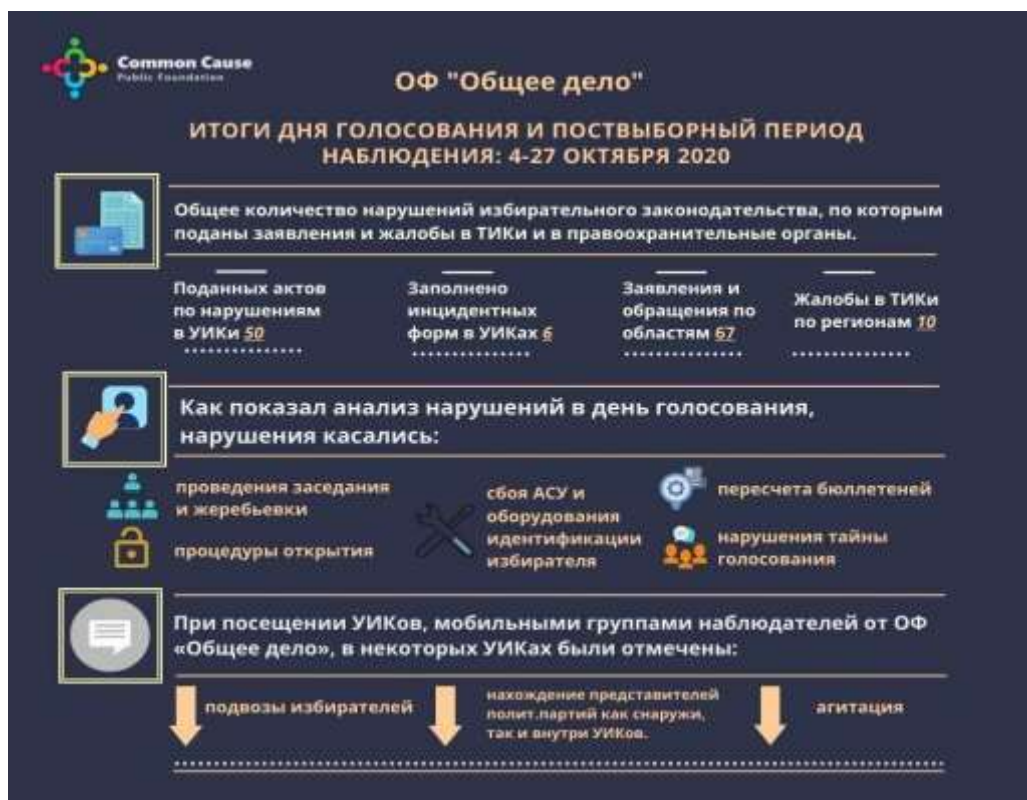 Common Cause
Public Foundation
ОФ "Общее дело"
ИТОГИ ДНЯ ГОЛОСОВАНИЯ И ПОСТВЫБОРНЫЙ ПЕРИОД
НАБЛЮДЕНИЯ: 4-27 ОКТЯБРЯ 2020
Общее количество нарушений избирательного законодательства, по которым
поданы заявления и жалобы в ТИКи и в правоохранительные органы.
Поданных актов
по нарушениям
в УИКи 50
Заполнено
инцидентных
форм в УИКах 6
Заявления и
обращения по
областям 67
Жалобы в ТИКи
по регионам 10
Как показал анализ нарушений в день голосования,
нарушения касались:
проведения заседания
и жеребьевки
процедуры открытия
сбоя АСУ и
оборудования
идентификации
избирателя
пересчета бюллетеней
нарушения тайны
голосования
При посещении УИКов, мобильными группами наблюдателей от ОФ
«Общее дело», в некоторых УИКах были отмечены:
подвозы избирателей
нахождение представителей
полит.партий как снаружи,
так и внутри УИКов.
агитация